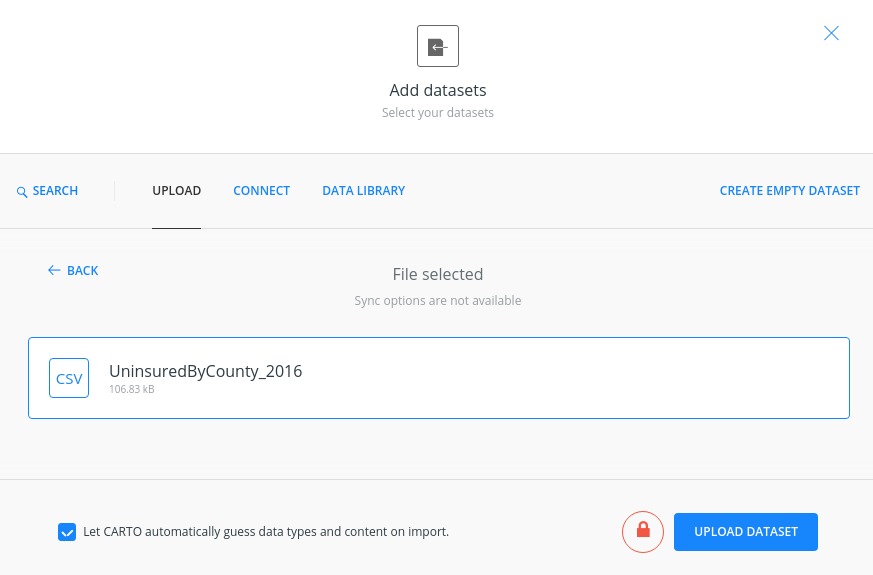 Add datasets
Select your datasets
SEARCH UPLOAD CONNECT DATA LIBRARY CREATE EMPTY DATASET
BACK
File selected
Sync options are not available
CSV
UninsuredByCounty_2016
106.83 kB
Let CARTO automatically guess data types and content on import.
UPLOAD DATASET